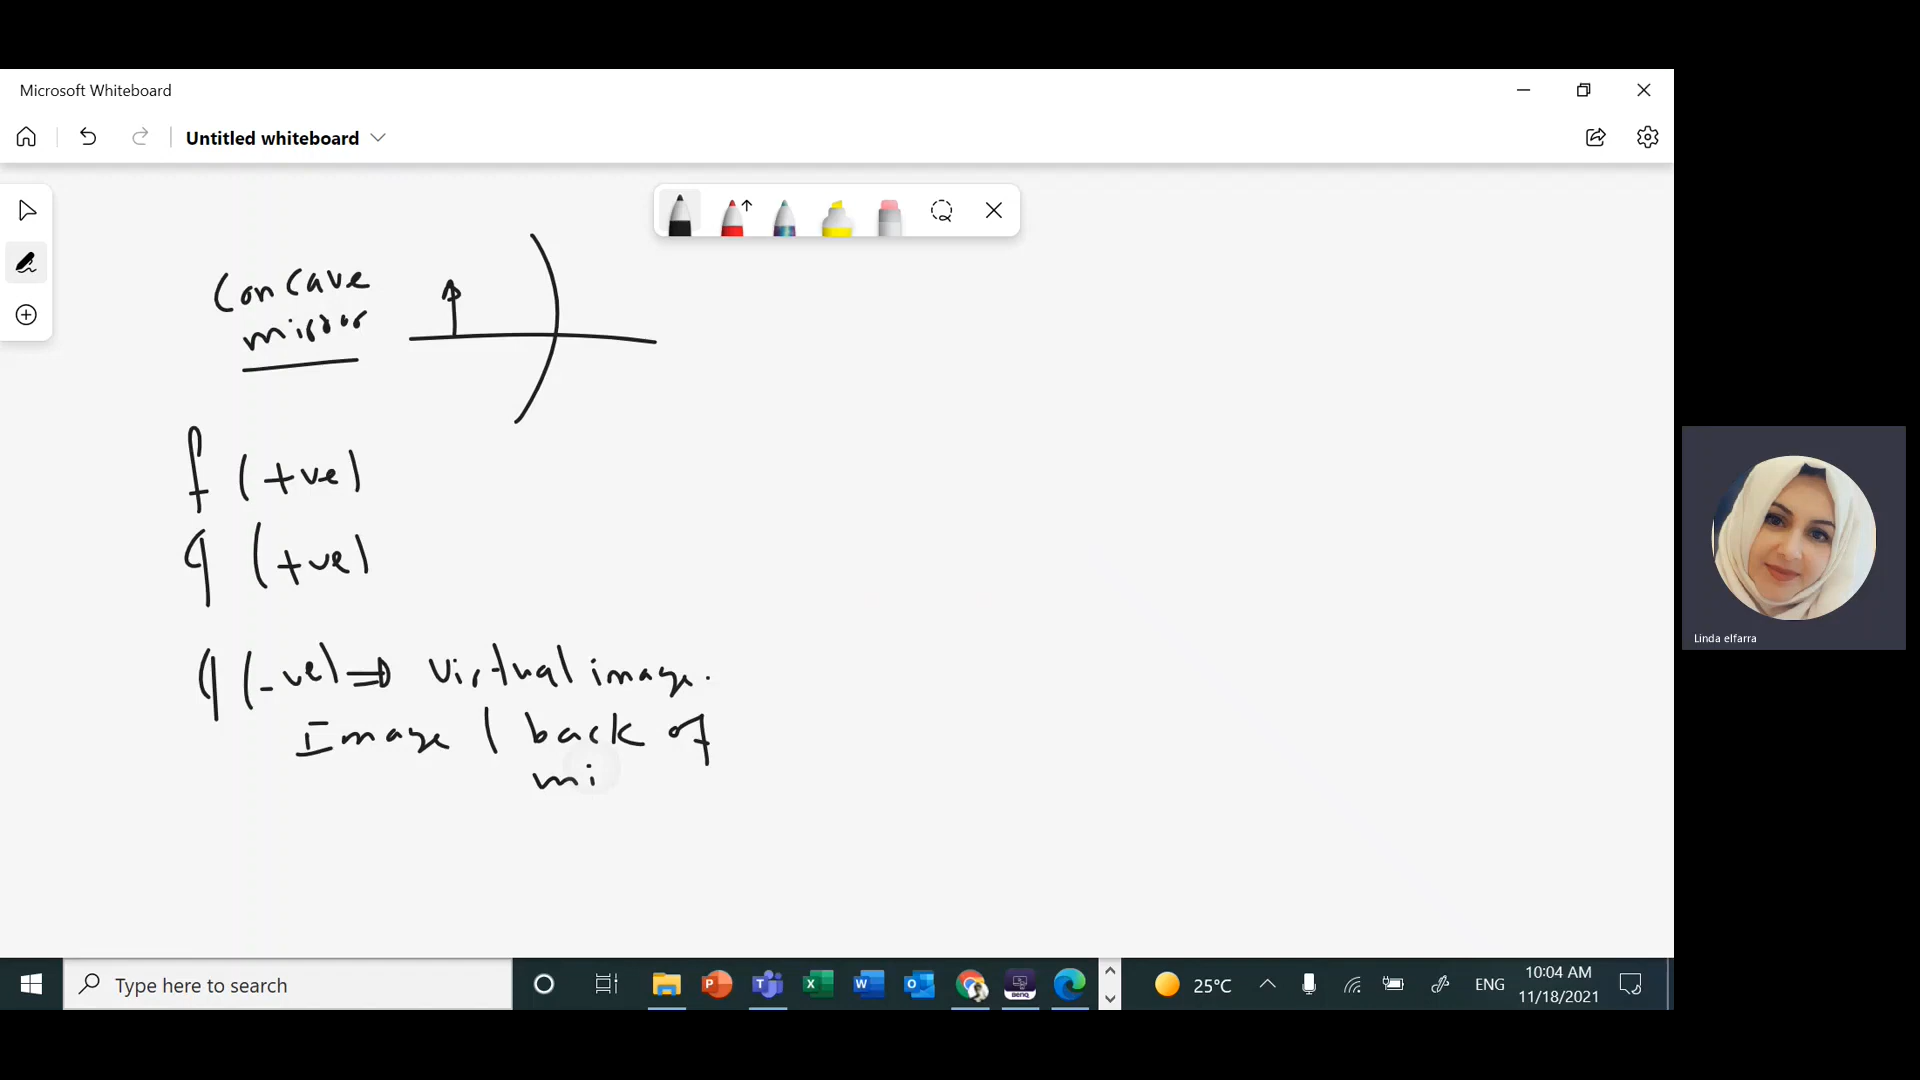 Microsoft Whiteboard
Untitled whiteboard
Concave
mirror
f (+ve)
q (+ve)
q (-ve) ⇒ Virtual image.
Image | back of
mi
Linda elfarra
Type here to search
25°C
ENG
10:04 AM
11/18/2021
BenQ